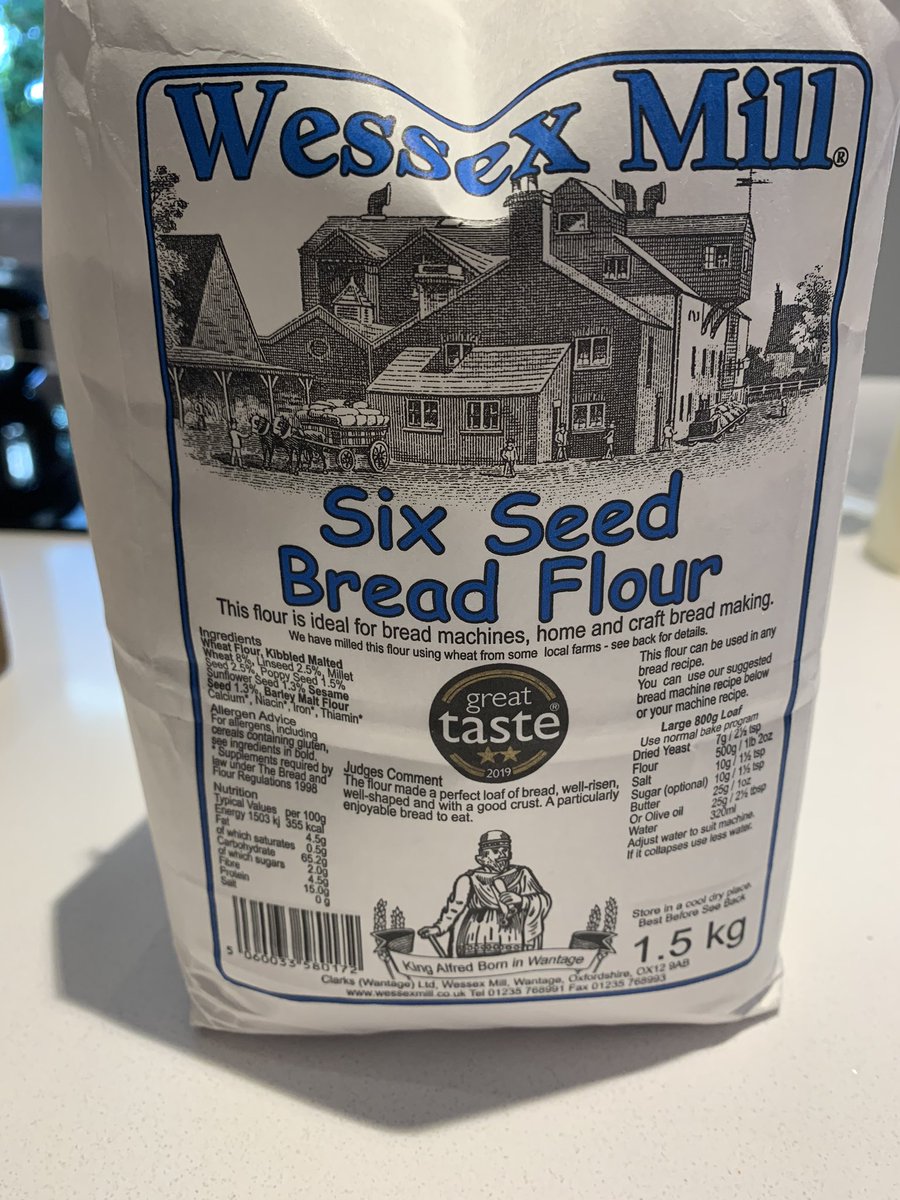 Wessex Mill®
Six Seed
Bread Flour
This flour is ideal for bread machines, home and craft bread making.
We have milled this flour using wheat from some local farms - see back for details.
Ingredients
Wheat Flour, Kibbled Malted
Wheat 8%, Linseed 2.5%, Millet
Seed 2.5%, Poppy Seed 1.5%
Sunflower Seed 1.3% Sesame
Seed 1.3%, Barley Malt Flour
Calcium*, Niacin*, Iron*, Thiamin*
Allergen Advice
For allergens, including
cereals containing gluten,
see ingredients in bold.
* Supplements required by
law under The Bread and
Flour Regulations 1998
Nutrition
Typical Values per 100g
Energy 1503 kj 355 kcal
Fat 4.5g
of which saturates 0.5g
Carbohydrate 65.2g
of which sugars 2.0g
Fibre 4.5g
Protein 15.0g
Salt 0 g
5 060033 580172
great
taste®
2019
Judges Comment
The flour made a perfect loaf of bread, well-risen,
well-shaped and with a good crust. A particularly
enjoyable bread to eat.
This flour can be used in any
bread recipe.
You can use our suggested
bread machine recipe below
or your machine recipe.
Large 800g Loaf
Use normal bake program
Dried Yeast 7g / 2½ tsp
Flour 500g / 1lb 2oz
Salt 10g / 1½ tsp
Sugar (optional) 10g / 1½ tsp
Butter 25g / 1oz
Or Olive oil 25g / 2½ tbsp
Water 320ml
Adjust water to suit machine.
If it collapses use less water.
King Alfred Born in Wantage
Store in a cool dry place.
Best Before See Back
1.5 kg
Clarks (Wantage) Ltd, Wessex Mill, Wantage, Oxfordshire, OX12 9AB
www.wessexmill.co.uk Tel 01235 768991 Fax 01235 768993